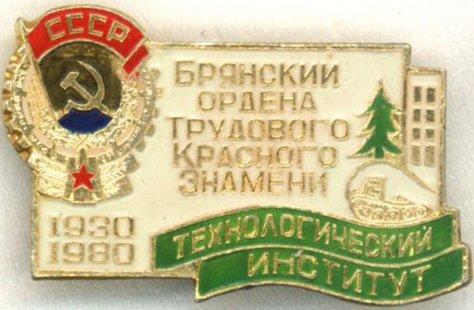 СССР
БРЯНСКИЙ
ОРДЕНА
ТРУДОВОГО
КРАСНОГО
ЗНАМЕНИ
1930
1980
ТЕХНОЛОГИЧЕСКИЙ
ИНСТИТУТ